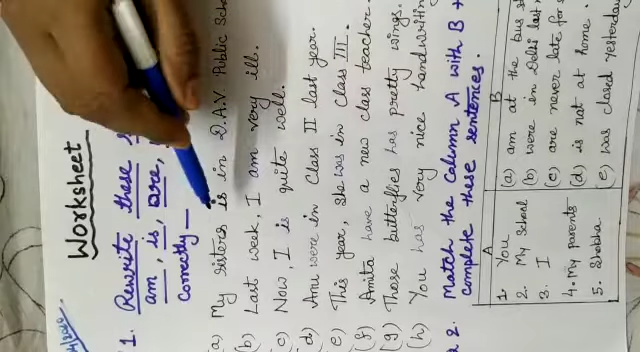 Worksheet
1. Rewrite these
am, is, are,
correctly —
(a) My sisters is in D.A.V. Public Sch
(b) Last week, I am very ill.
(c) Now, I is quite well.
(d) Anu were in Class II last year.
(e) This year, she was in Class III.
(f) Amita have a new class teacher.
(g) These butterflies has pretty wings.
(h) You has very nice handwriting
2. Match the Column A with B
complete these sentences.
A B
1. You (a) am at the bus
2. My School (b) were in Delhi last
3. I (c) are never late for
4. My parents (d) is not at home.
5. Shobha (e) was closed yesterday